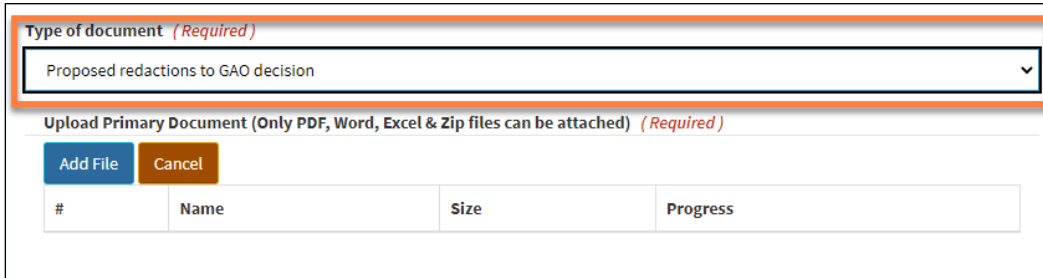 Type of document (Required)
Proposed redactions to GAO decision
Upload Primary Document (Only PDF, Word, Excel & Zip files can be attached) (Required)
Add File Cancel
# Name Size Progress